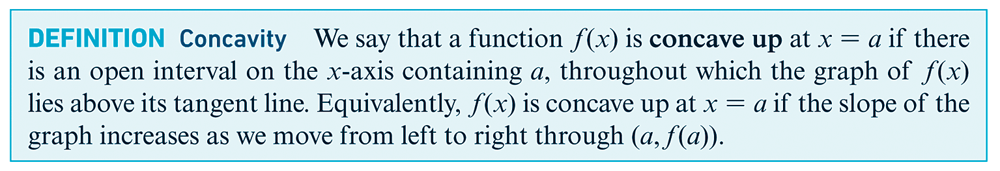 DEFINITION Concavity We say that a function f(x) is concave up at x = a if there
is an open interval on the x-axis containing a, throughout which the graph of f(x)
lies above its tangent line. Equivalently, f(x) is concave up at x = a if the slope of the
graph increases as we move from left to right through (a, f(a)).